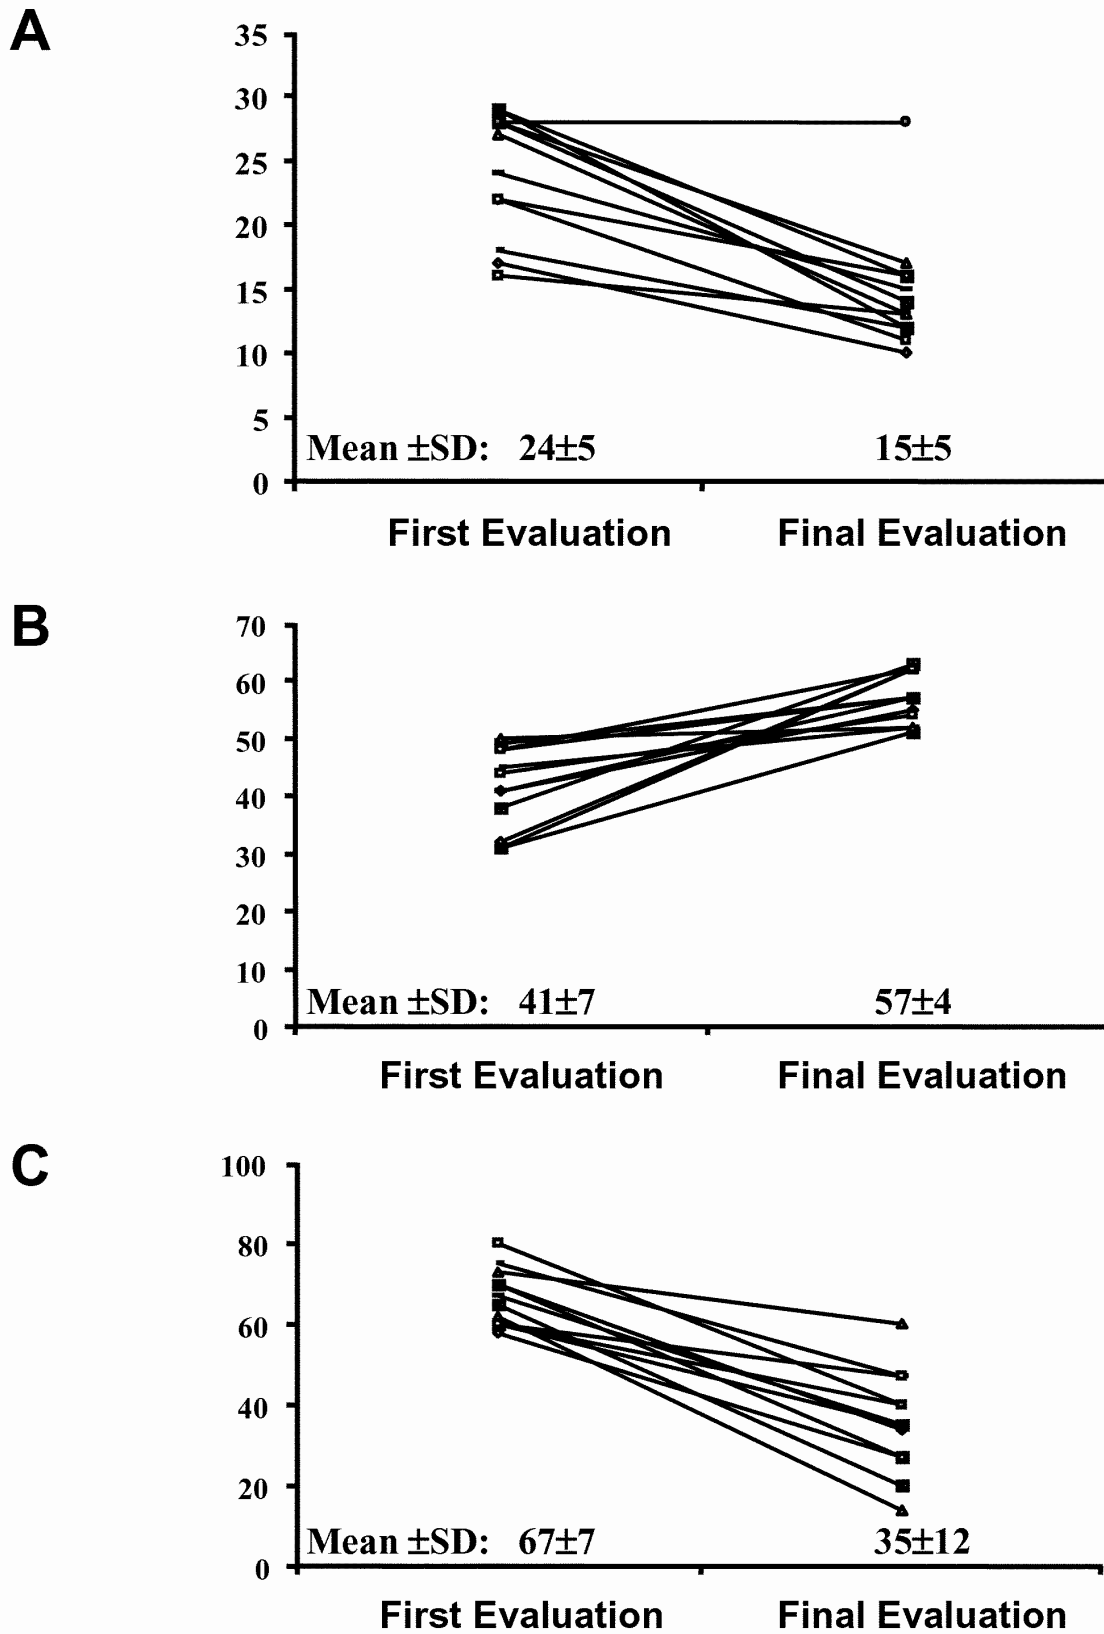 A
35
30
25
20
15
10
5
Mean ±SD: 24±5 15±5
0
First Evaluation Final Evaluation
B
70
60
50
40
30
20
10
Mean ±SD: 41±7 57±4
0
First Evaluation Final Evaluation
C
100
80
60
40
20
Mean ±SD: 67±7 35±12
0
First Evaluation Final Evaluation